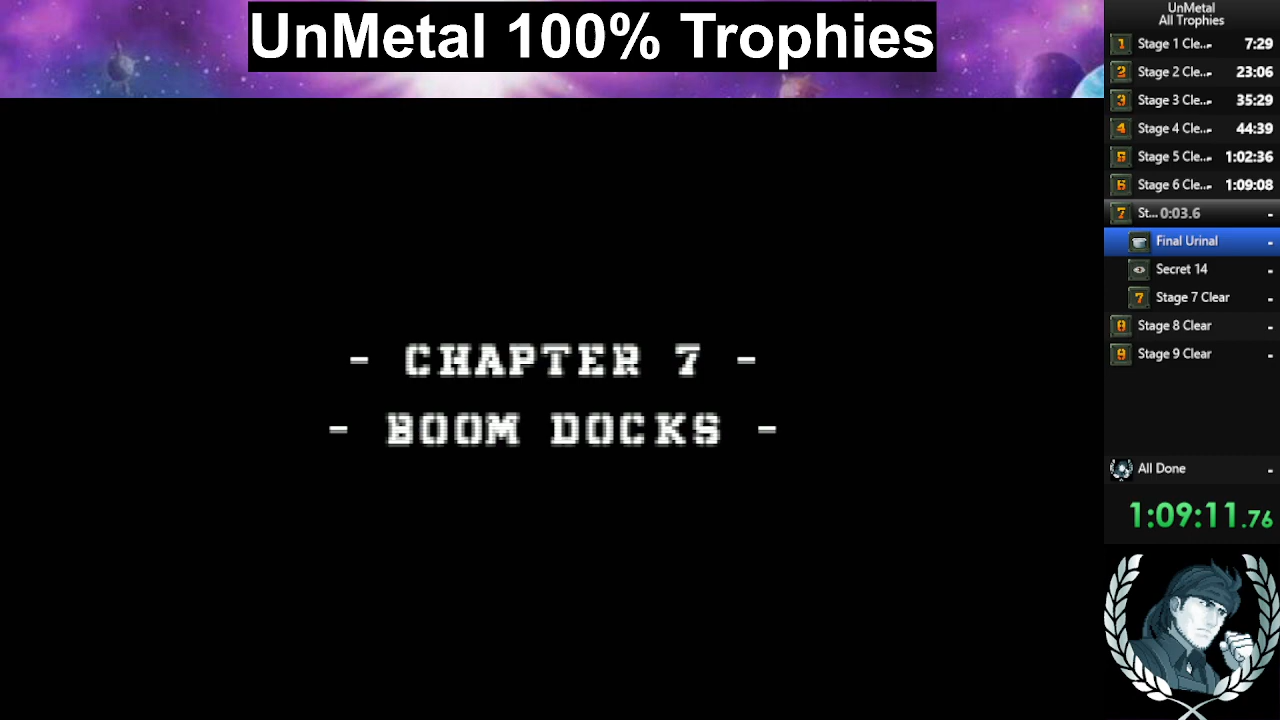 UnMetal 100% Trophies
- CHAPTER 7 -
- BOOM DOCKS -
UnMetal
All Trophies
1 Stage 1 Cle... - 7:29
2 Stage 2 Cle... - 23:06
3 Stage 3 Cle... - 35:29
4 Stage 4 Cle... - 44:39
5 Stage 5 Cle... - 1:02:36
6 Stage 6 Cle... - 1:09:08
7 St... 0:03.6 -
Final Urinal -
Secret 14 -
7 Stage 7 Clear -
8 Stage 8 Clear -
9 Stage 9 Clear -
All Done -
1:09:11.76